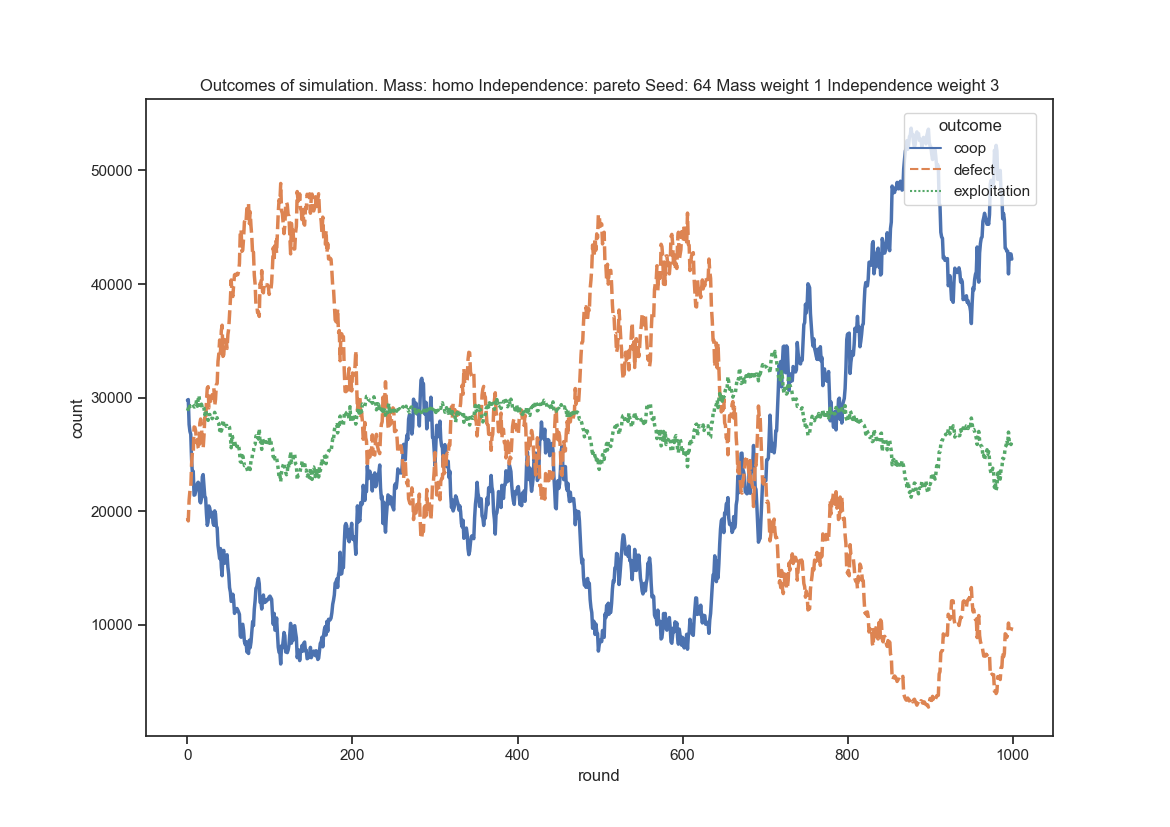 Outcomes of simulation. Mass: homo Independence: pareto Seed: 64 Mass weight 1 Independence weight 3
outcome
coop
defect
exploitation
50000
40000
30000
20000
10000
count
0 200 400 600 800 1000
round